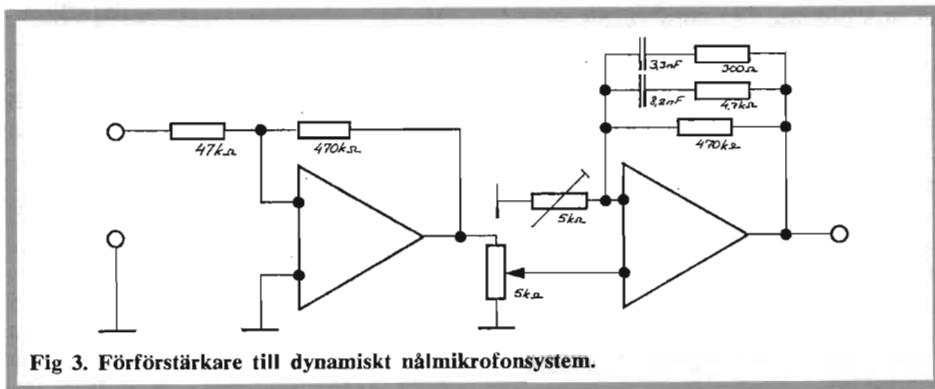 3,3nF
300Ω
8,2nF
4,7kΩ
47kΩ
470kΩ
470kΩ
5kΩ
5kΩ
Fig 3. Förförstärkare till dynamiskt nålmikrofonsystem.